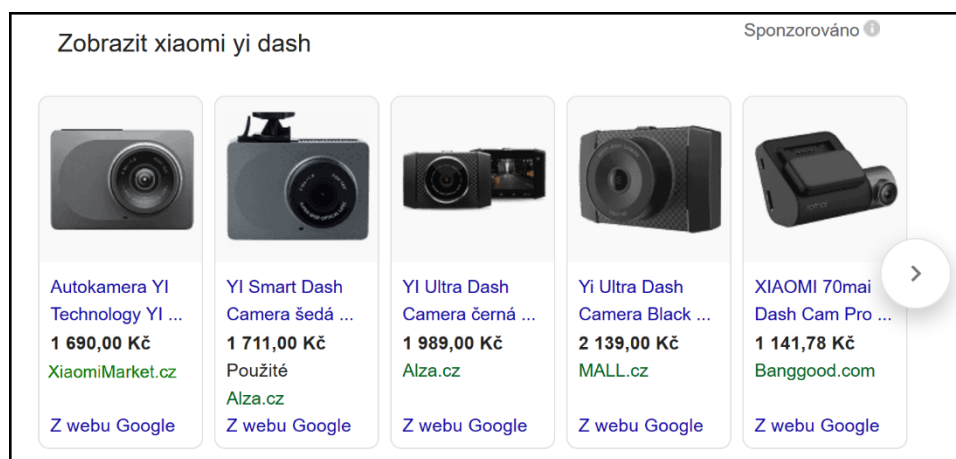 Zobrazit xiaomi yi dash
Sponzorováno
Autokamera YI
Technology YI ...
1 690,00 Kč
XiaomiMarket.cz
Z webu Google
YI Smart Dash
Camera šedá ...
1 711,00 Kč
Použité
Alza.cz
Z webu Google
YI Ultra Dash
Camera černá ...
1 989,00 Kč
Alza.cz
Z webu Google
Yi Ultra Dash
Camera Black ...
2 139,00 Kč
MALL.cz
Z webu Google
XIAOMI 70mai
Dash Cam Pro ...
1 141,78 Kč
Banggood.com
Z webu Google